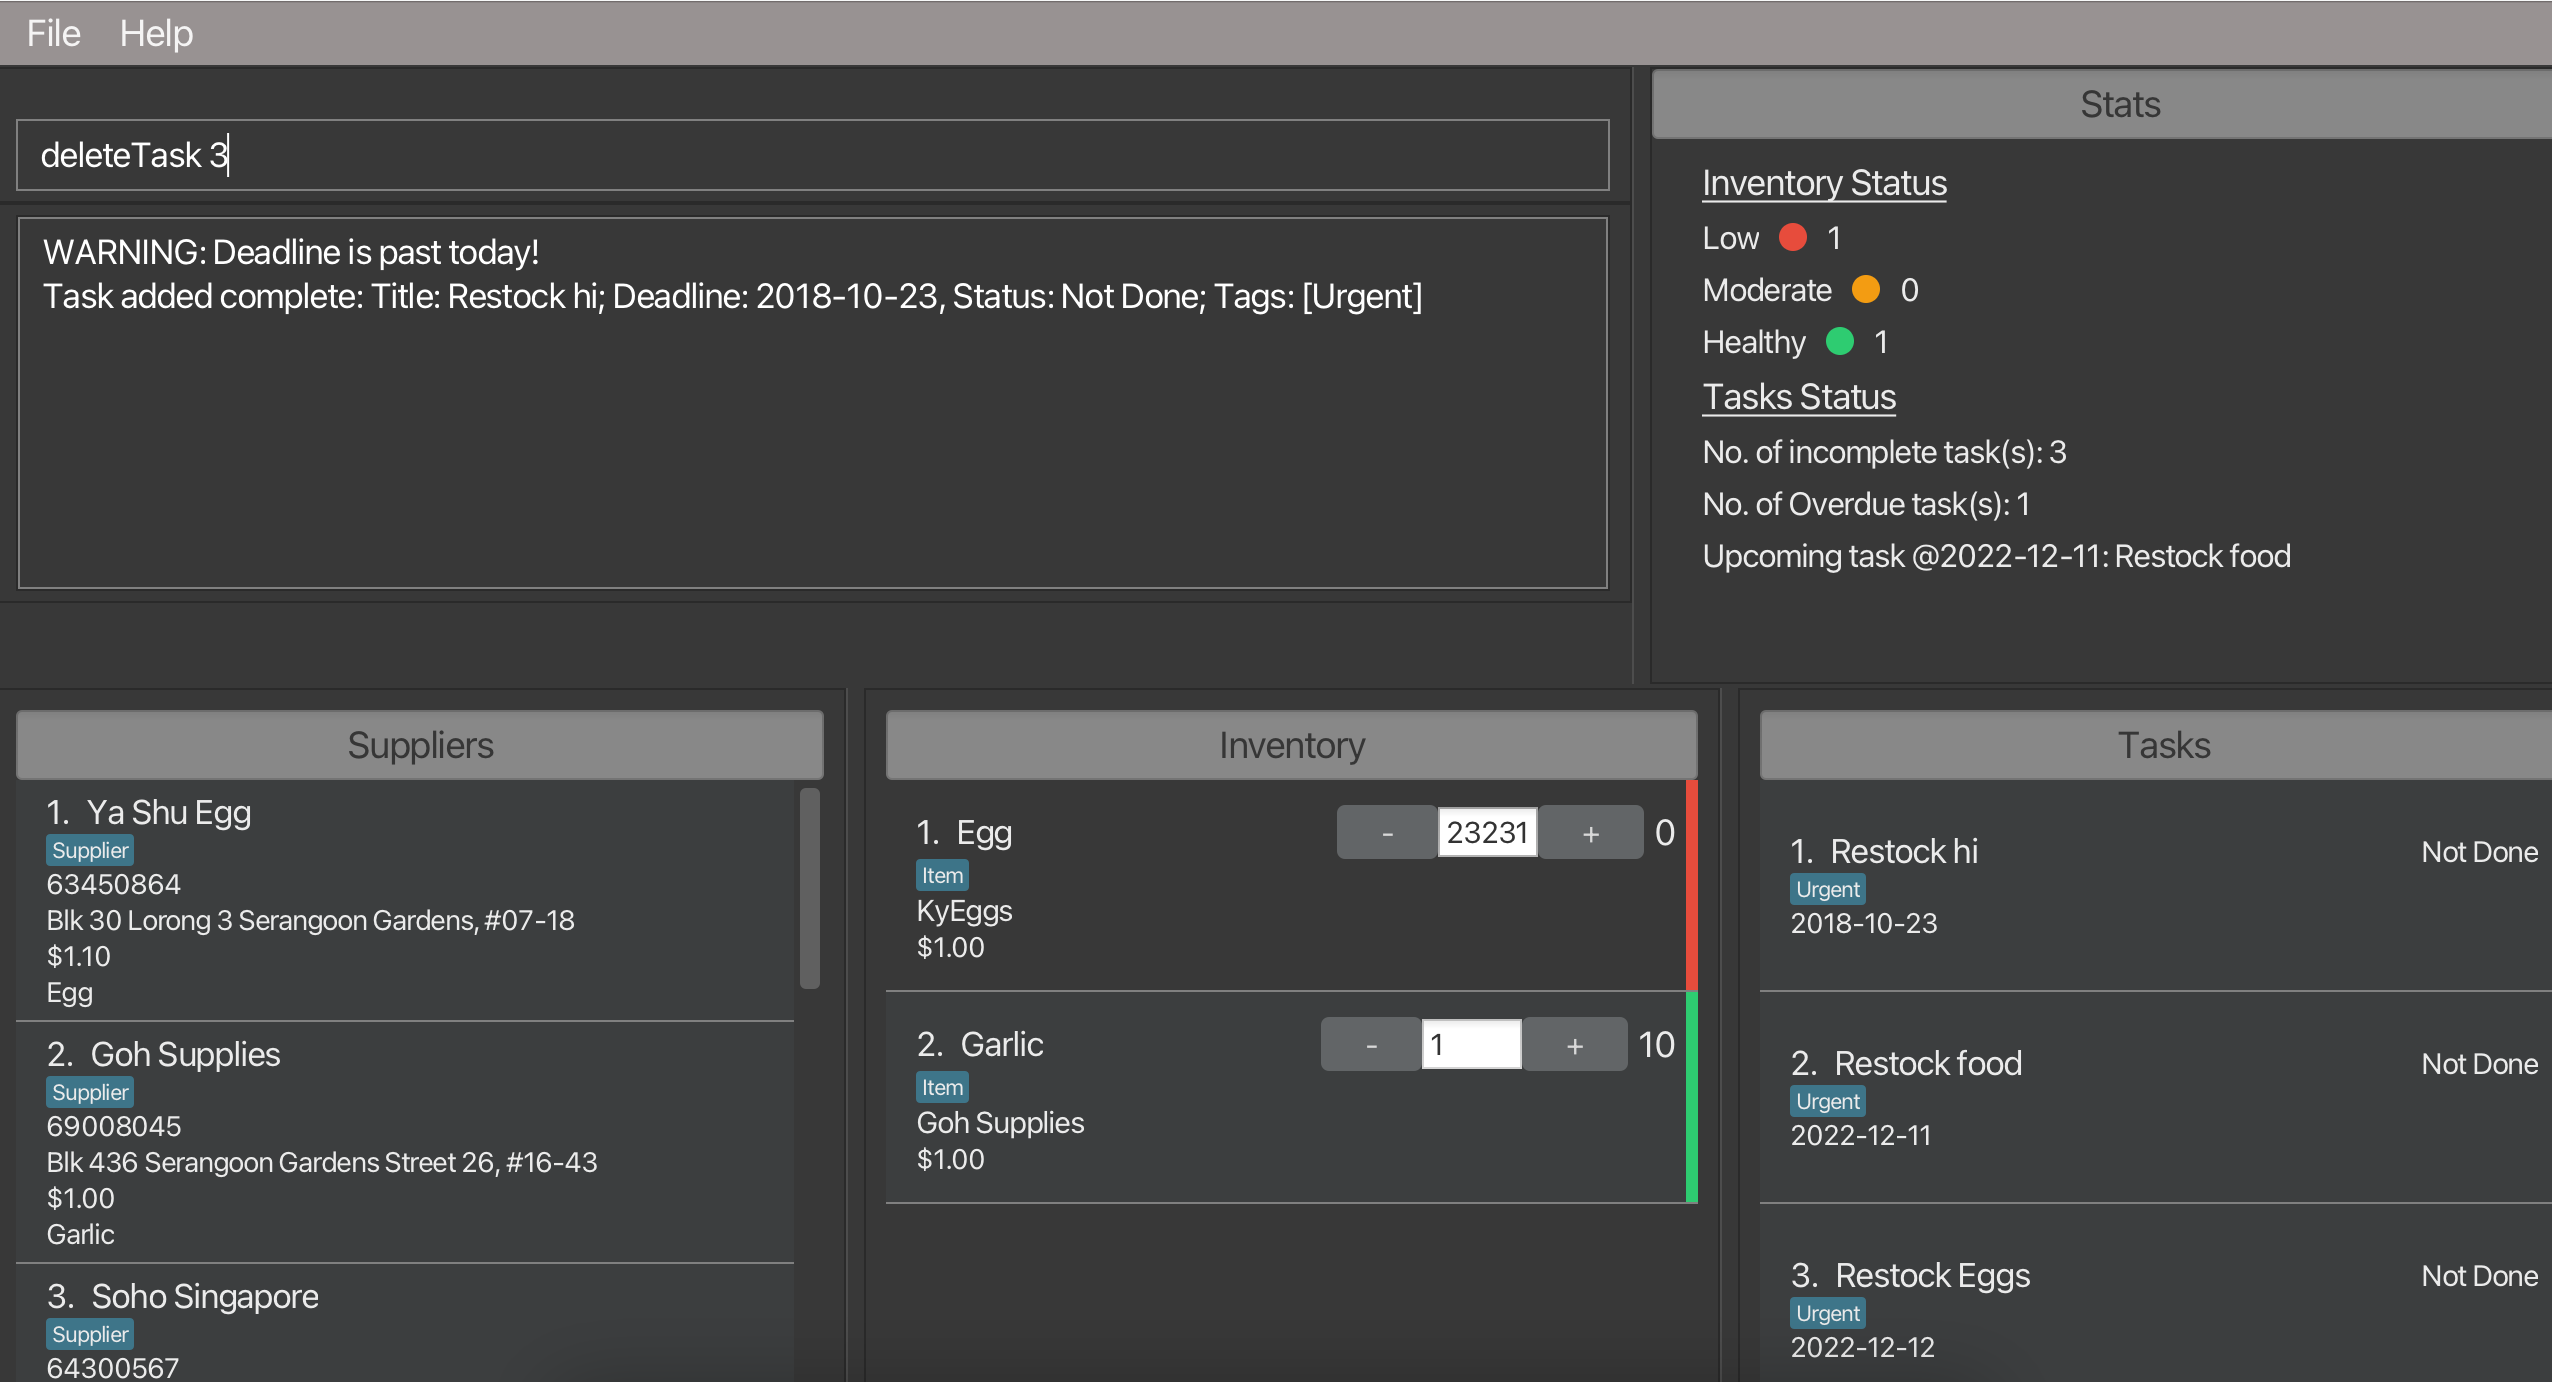 File Help
deleteTask 3
WARNING: Deadline is past today!
Task added complete: Title: Restock hi; Deadline: 2018-10-23, Status: Not Done; Tags: [Urgent]
Stats
Inventory Status
Low 1
Moderate 0
Healthy 1
Tasks Status
No. of incomplete task(s): 3
No. of Overdue task(s): 1
Upcoming task @2022-12-11: Restock food
Suppliers
1. Ya Shu Egg
Supplier
63450864
Blk 30 Lorong 3 Serangoon Gardens, #07-18
$1.10
Egg
2. Goh Supplies
Supplier
69008045
Blk 436 Serangoon Gardens Street 26, #16-43
$1.00
Garlic
3. Soho Singapore
Supplier
64300567
Inventory
1. Egg - 23231 + 0
Item
KyEggs
$1.00
2. Garlic - 1 + 10
Item
Goh Supplies
$1.00
Tasks
1. Restock hi Not Done
Urgent
2018-10-23
2. Restock food Not Done
Urgent
2022-12-11
3. Restock Eggs Not Done
Urgent
2022-12-12